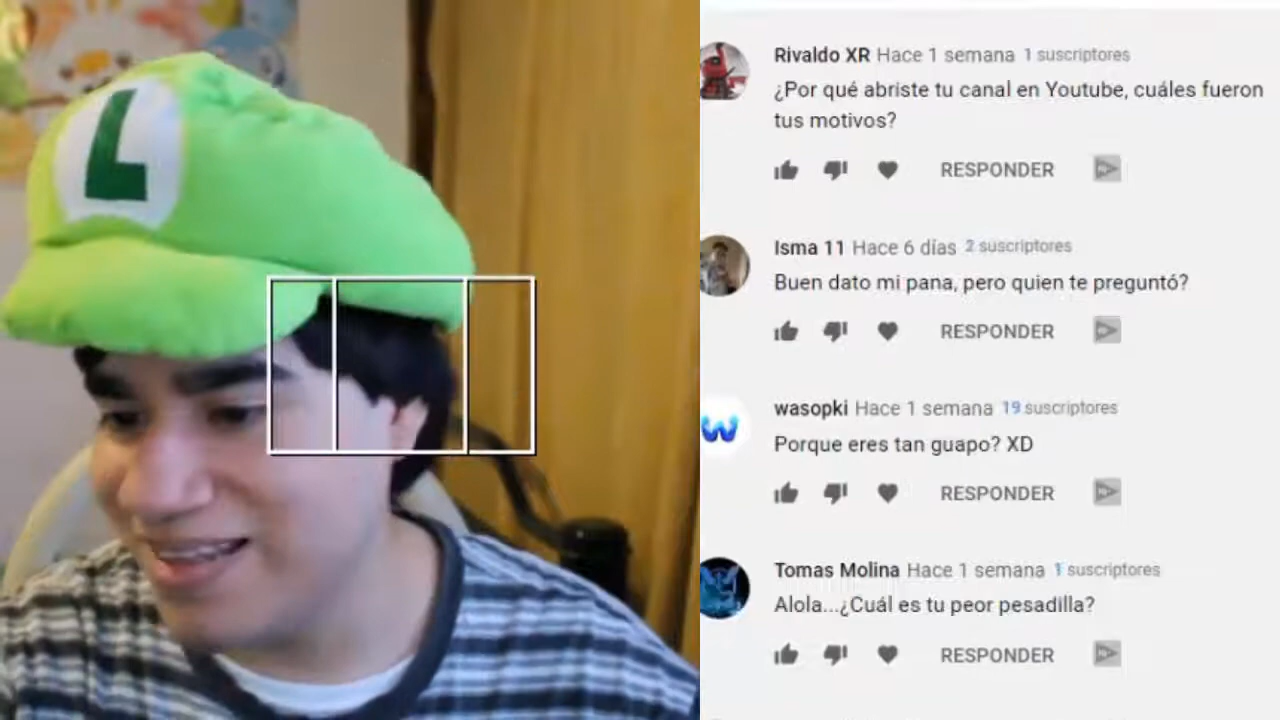 L
Rivaldo XR Hace 1 semana 1 suscriptores
¿Por qué abriste tu canal en Youtube, cuáles fueron
tus motivos?
RESPONDER
Isma 11 Hace 6 días 2 suscriptores
Buen dato mi pana, pero quien te preguntó?
RESPONDER
wasopki Hace 1 semana 19 suscriptores
Porque eres tan guapo? XD
RESPONDER
Tomas Molina Hace 1 semana 1 suscriptores
Alola...¿Cuál es tu peor pesadilla?
RESPONDER